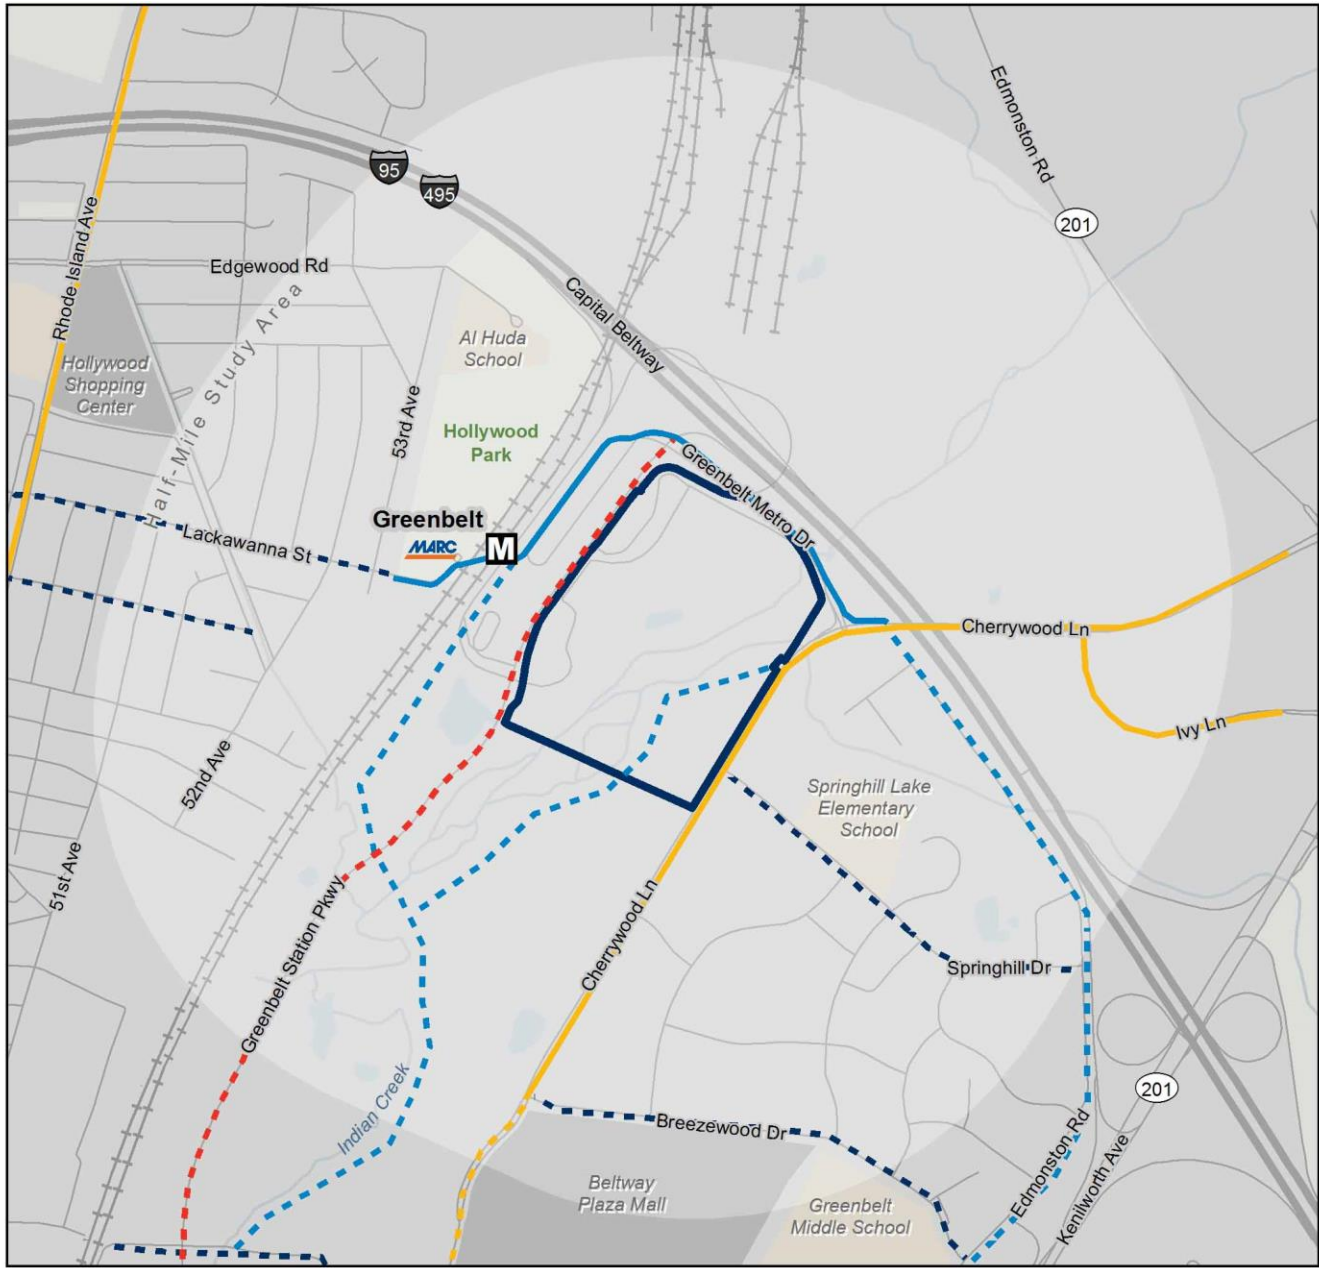 Edmonston Rd
95
495
201
Rhode Island Ave
Edgewood Rd
Half-Mile Study Area
Capital Beltway
Al Huda
School
Hollywood
Shopping
Center
53rd Ave
Hollywood
Park
Greenbelt Metro Dr
Greenbelt
MARC
M
Lackawanna St
Cherrywood Ln
Ivy Ln
52nd Ave
Springhill Lake
Elementary
School
51st Ave
Greenbelt Station Pkwy
Cherrywood Ln
Springhill Dr
Indian Creek
201
Breezewood Dr
Edmonston Rd
Kenilworth Ave
Beltway
Plaza Mall
Greenbelt
Middle School